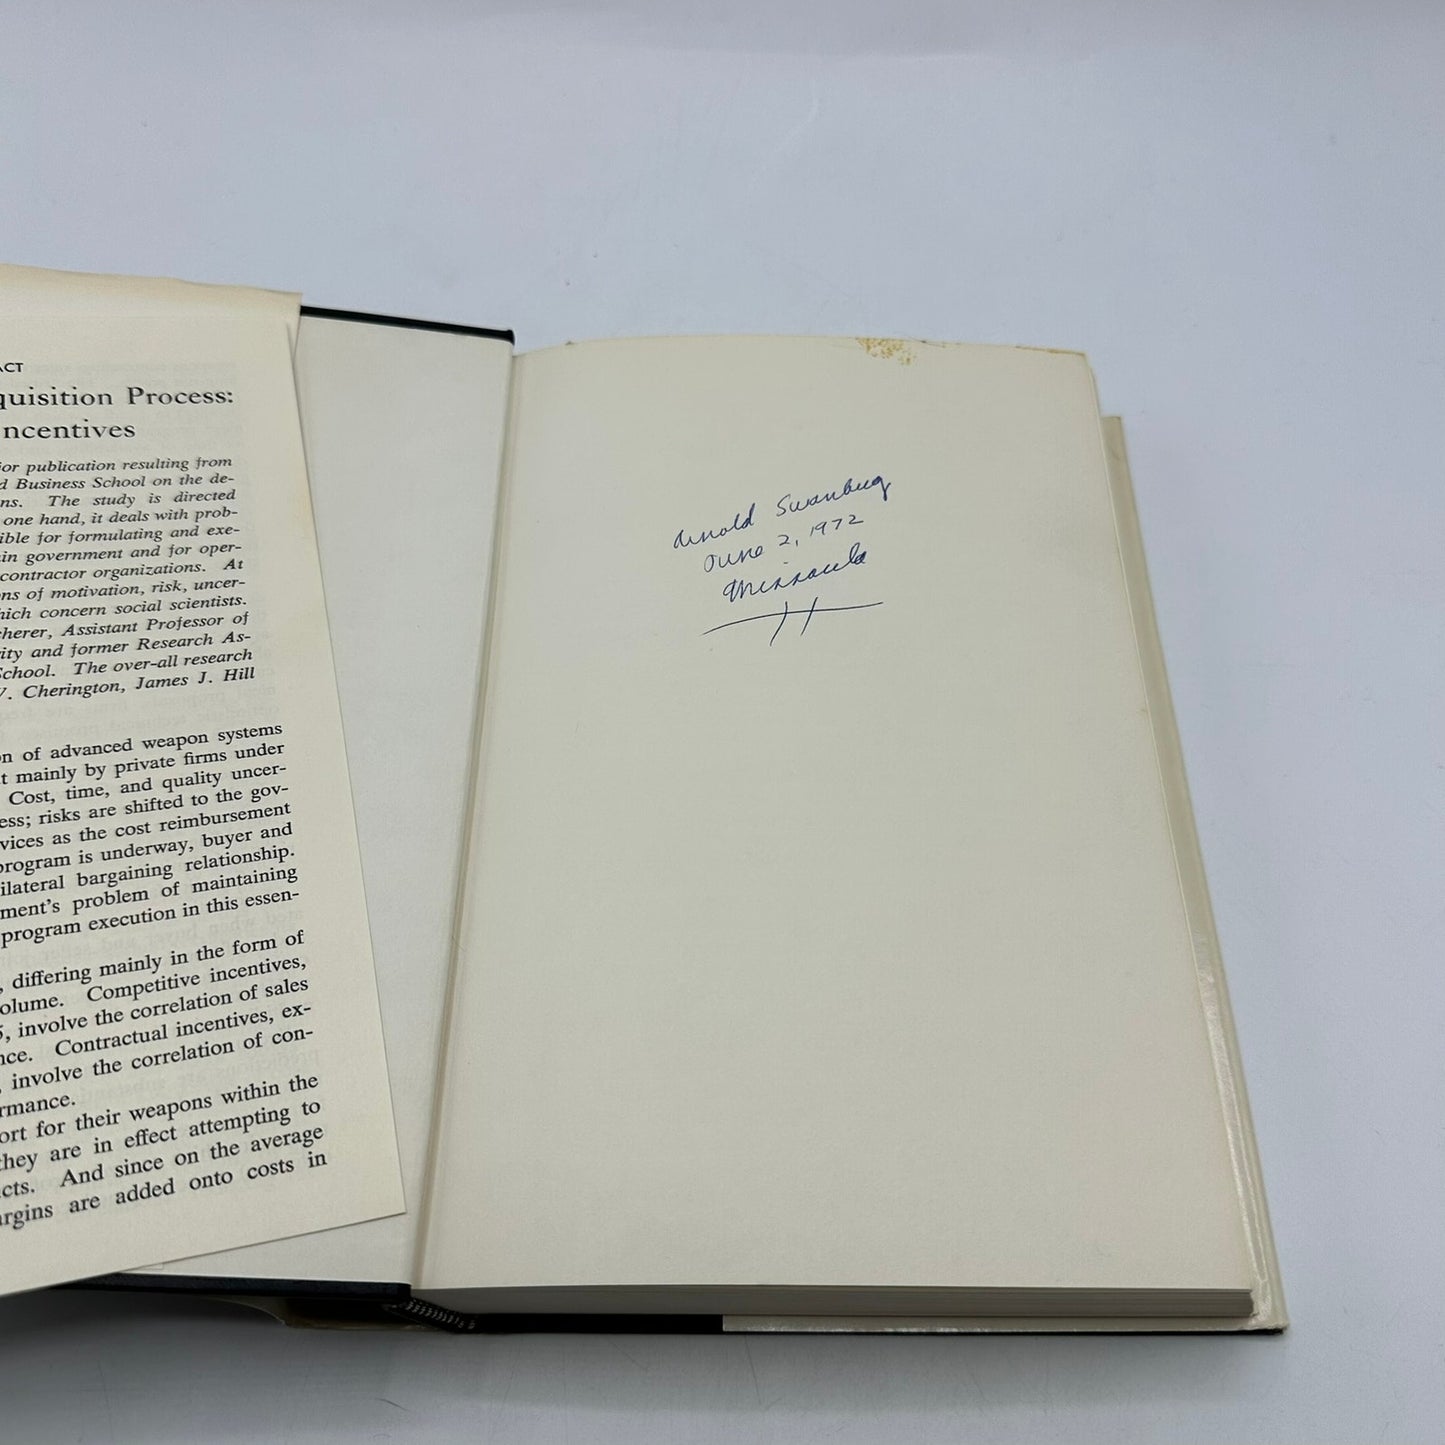 ACT
quisition Process:
ncentives
ior publication resulting from
d Business School on the de-
ns. The study is directed
one hand, it deals with prob-
ible for formulating and exe-
ain government and for oper-
contractor organizations. At
ons of motivation, risk, uncer-
hich concern social scientists.
cherer, Assistant Professor of
ity and former Research As-
School. The over-all research
. Cherington, James J. Hill
on of advanced weapon systems
t mainly by private firms under
Cost, time, and quality uncer-
ess; risks are shifted to the gov-
vices as the cost reimbursement
program is underway, buyer and
ilateral bargaining relationship.
ment's problem of maintaining
program execution in this essen-
, differing mainly in the form of
olume. Competitive incentives,
5, involve the correlation of sales
nce. Contractual incentives, ex-
, involve the correlation of con-
rmance.
ort for their weapons within the
they are in effect attempting to
cts. And since on the average
argins are added onto costs in
Arnold Swanberg
June 2, 1972
Missoula